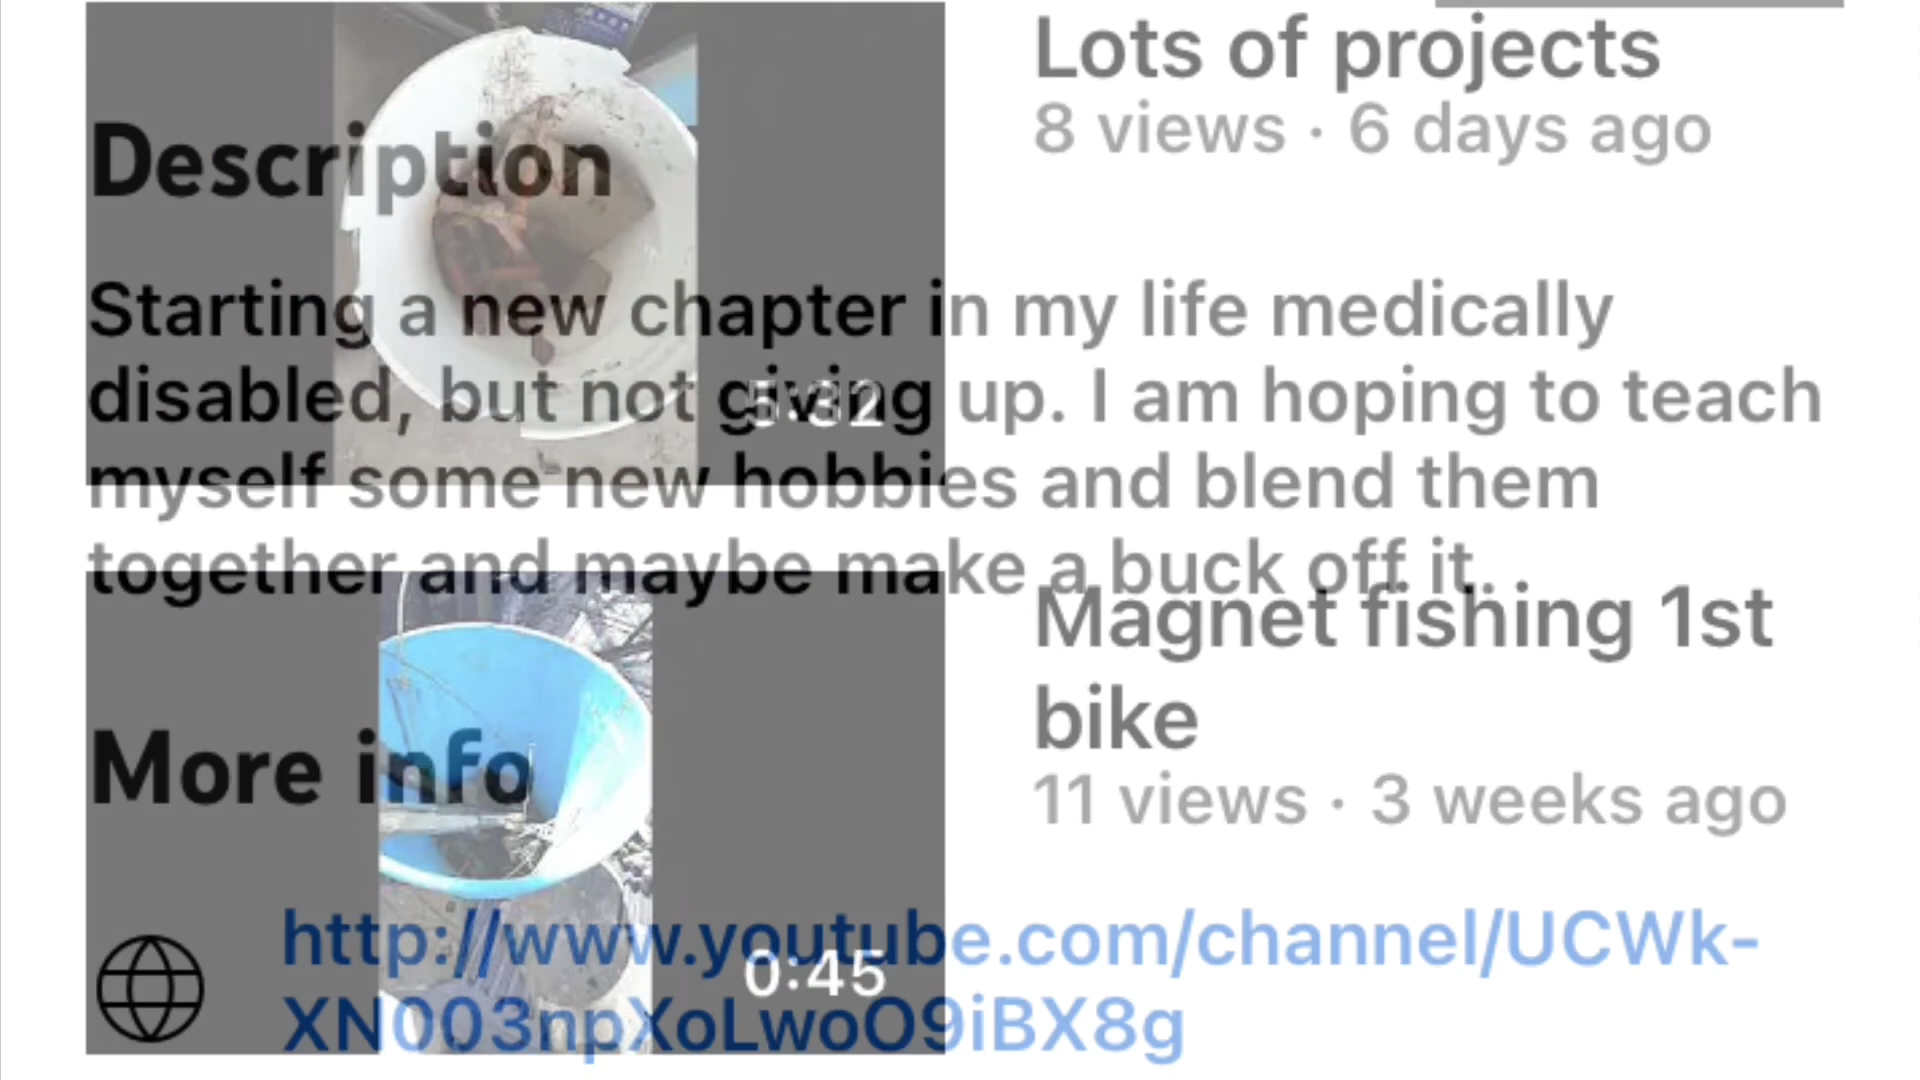 Lots of projects
8 views · 6 days ago
Description
Starting a new chapter in my life medically
disabled, but not giving up. I am hoping to teach
5:32
myself some new hobbies and blend them
together and maybe make a buck off it.
Magnet fishing 1st
bike
More info
11 views · 3 weeks ago
http://www.youtube.com/channel/UCWk-
0:45
XN003npXoLwoO9iBX8g